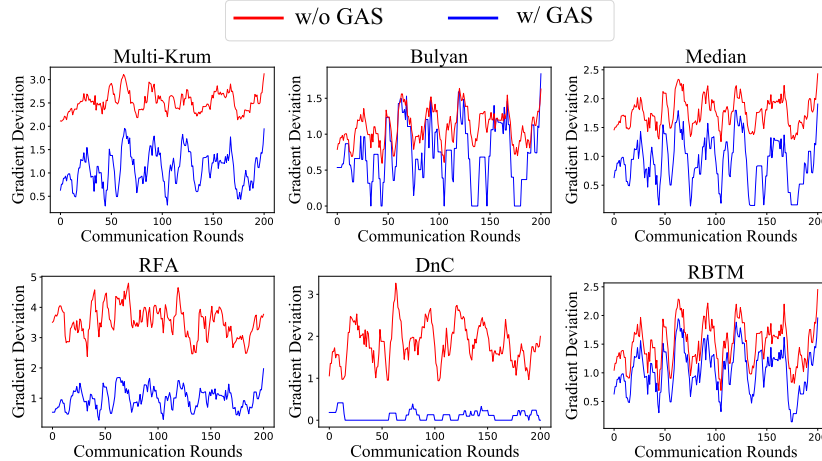 w/o GAS w/ GAS
Multi-Krum Bulyan Median
Gradient Deviation
3.0
2.5
2.0
1.5
1.0
0.5
0 50 100 150 200
Communication Rounds
Gradient Deviation
1.5
1.0
0.5
0.0
0 50 100 150 200
Communication Rounds
Gradient Deviation
2.5
2.0
1.5
1.0
0.5
0 50 100 150 200
Communication Rounds
RFA DnC RBTM
Gradient Deviation
5
4
3
2
1
0 50 100 150 200
Communication Rounds
Gradient Deviation
3
2
1
0
0 50 100 150 200
Communication Rounds
Gradient Deviation
2.5
2.0
1.5
1.0
0.5
0 50 100 150 200
Communication Rounds